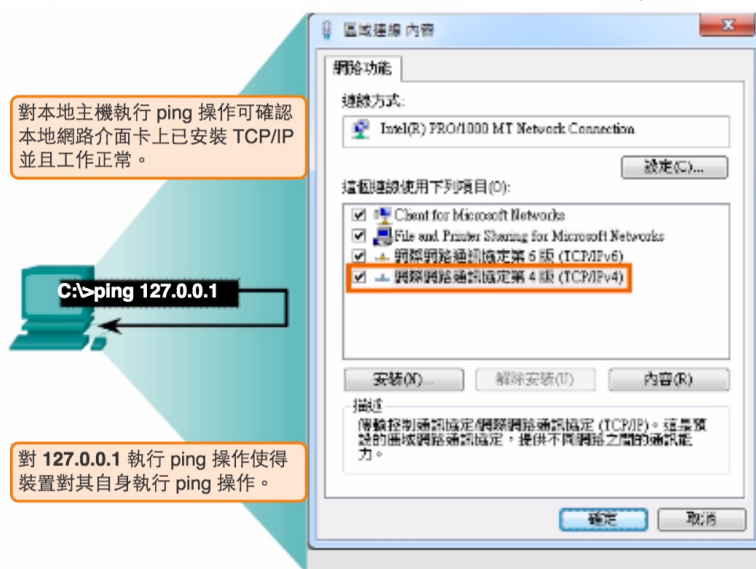 對本地主機執行 ping 操作可確認
本地網路介面卡上已安裝 TCP/IP
並且工作正常。
C:\>ping 127.0.0.1
對 127.0.0.1 執行 ping 操作使得
裝置對其自身執行 ping 操作。
區域連線 內容
網路功能
連線方式:
Intel(R) PRO/1000 MT Network Connection
設定(C)...
這個連線使用下列項目(O):
Client for Microsoft Networks
File and Printer Sharing for Microsoft Networks
網際網路通訊協定第 6 版 (TCP/IPv6)
網際網路通訊協定第 4 版 (TCP/IPv4)
安裝(N)...
解除安裝(U)
內容(R)
描述
傳輸控制通訊協定/網際網路通訊協定 (TCP/IP)。這是預
設的區域網路通訊協定，提供不同網路之間的通訊能
力。
確定
取消